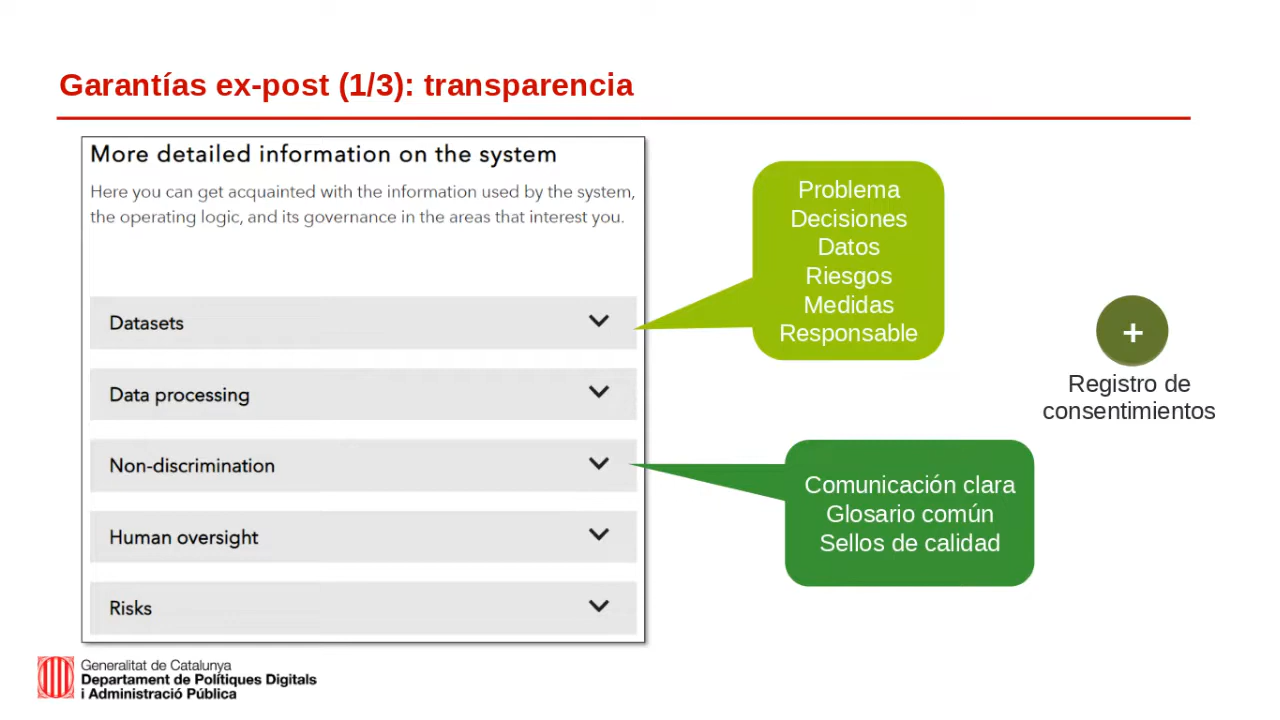 Garantías ex-post (1/3): transparencia
More detailed information on the system
Here you can get acquainted with the information used by the system,
the operating logic, and its governance in the areas that interest you.
Datasets
Data processing
Non-discrimination
Human oversight
Risks
Problema
Decisiones
Datos
Riesgos
Medidas
Responsable
Comunicación clara
Glosario común
Sellos de calidad
+
Registro de
consentimientos
Generalitat de Catalunya
Departament de Polítiques Digitals
i Administració Pública